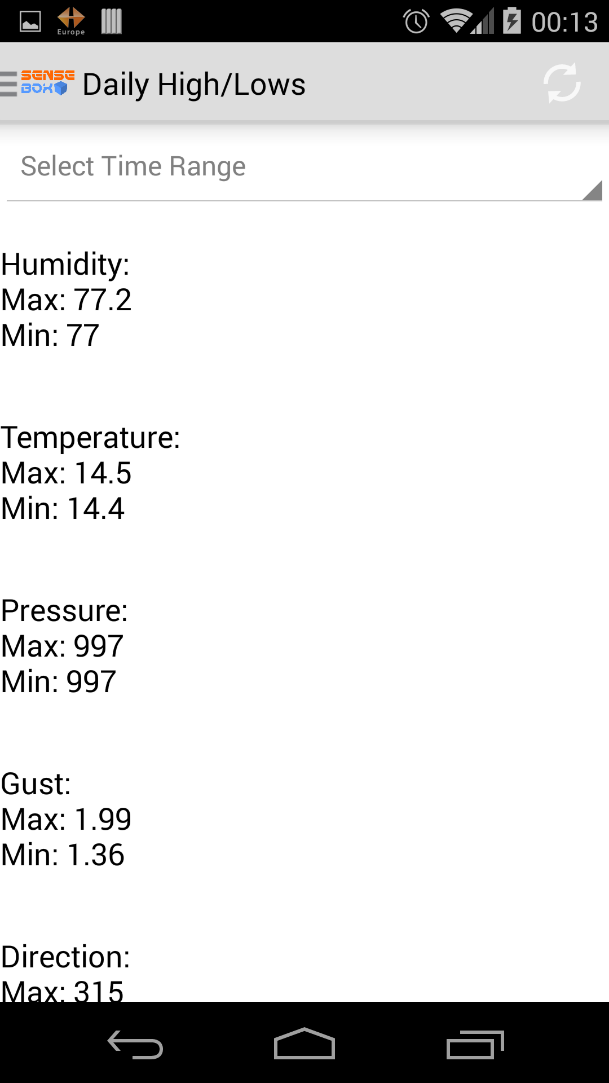 Europe
00:13
SENSE
BOX
Daily High/Lows
Select Time Range
Humidity:
Max: 77.2
Min: 77
Temperature:
Max: 14.5
Min: 14.4
Pressure:
Max: 997
Min: 997
Gust:
Max: 1.99
Min: 1.36
Direction:
Max: 315